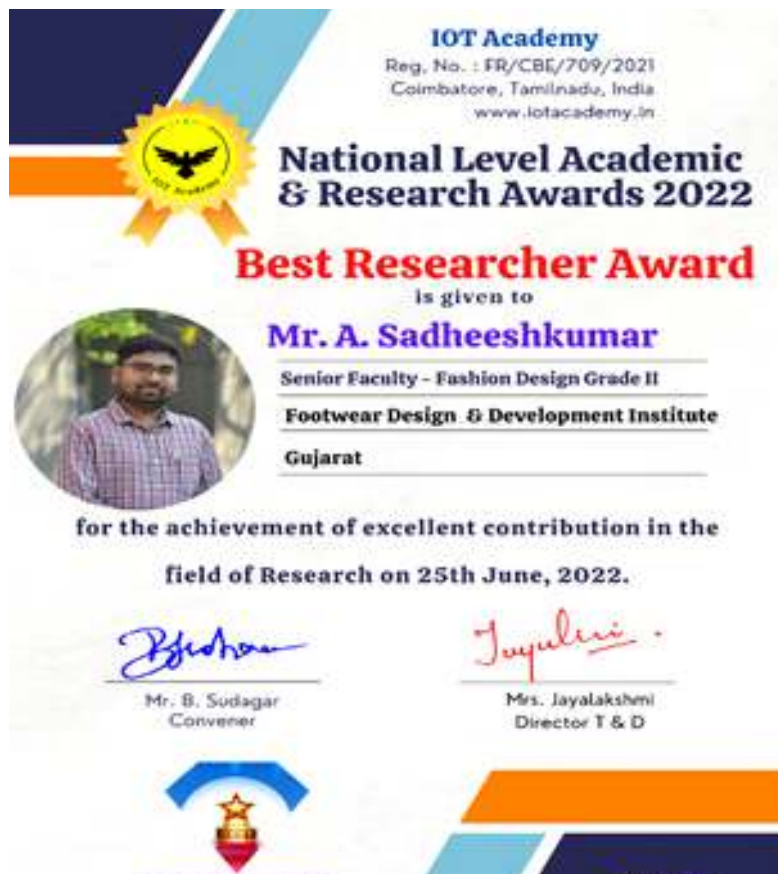 IOT Academy
Reg. No. : FR/CBE/709/2021
Coimbatore, Tamilnadu, India
www.iotacademy.in
IOT Academy
National Level Academic
& Research Awards 2022
Best Researcher Award
is given to
Mr. A. Sadheeshkumar
Senior Faculty - Fashion Design Grade II
Footwear Design & Development Institute
Gujarat
for the achievement of excellent contribution in the
field of Research on 25th June, 2022.
Mr. B. Sudagar
Convener
Mrs. Jayalakshmi
Director T & D